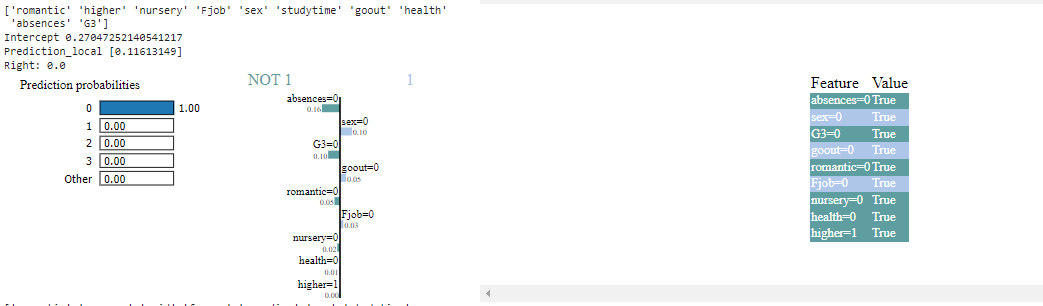 ['romantic' 'higher' 'nursery' 'Fjob' 'sex' 'studytime' 'goout' 'health'
'absences' 'G3']
Intercept 0.27047252140541217
Prediction_local [0.11613149]
Right: 0.0
Prediction probabilities
0 1.00
1 0.00
2 0.00
3 0.00
Other 0.00
NOT 1 1
absences=0
0.16
sex=0
0.10
G3=0
0.10
goout=0
0.05
romantic=0
0.05
Fjob=0
0.03
nursery=0
0.02
health=0
0.01
higher=1
0.00
Feature Value
absences=0 True
sex=0 True
G3=0 True
goout=0 True
romantic=0 True
Fjob=0 True
nursery=0 True
health=0 True
higher=1 True